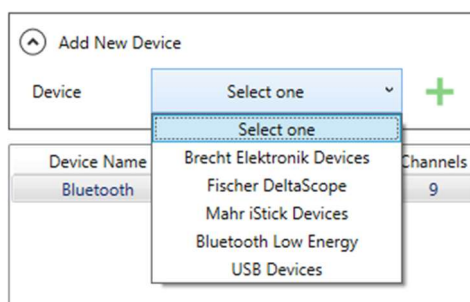 Add New Device
Device
Select one
Select one
Brecht Elektronik Devices
Fischer DeltaScope
Mahr iStick Devices
Bluetooth Low Energy
USB Devices
Device Name
Channels
Bluetooth
9